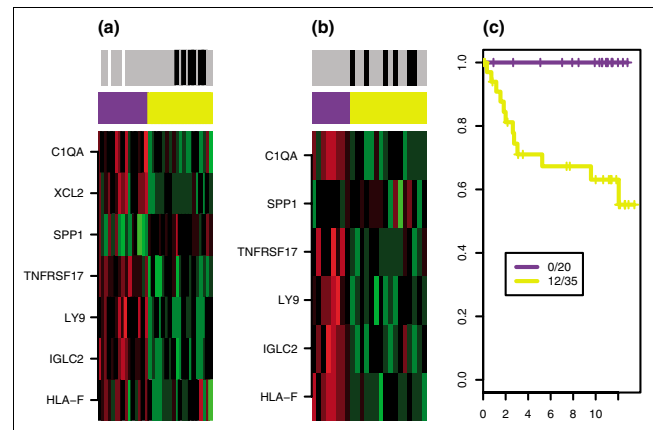 (a)
(b)
(c)
C1QA
XCL2
SPP1
TNFRSF17
LY9
IGLC2
HLA−F
C1QA
SPP1
TNFRSF17
LY9
IGLC2
HLA−F
1.0
0.8
0.6
0.4
0.2
0.0
0/20
12/35
0 2 4 6 8 10